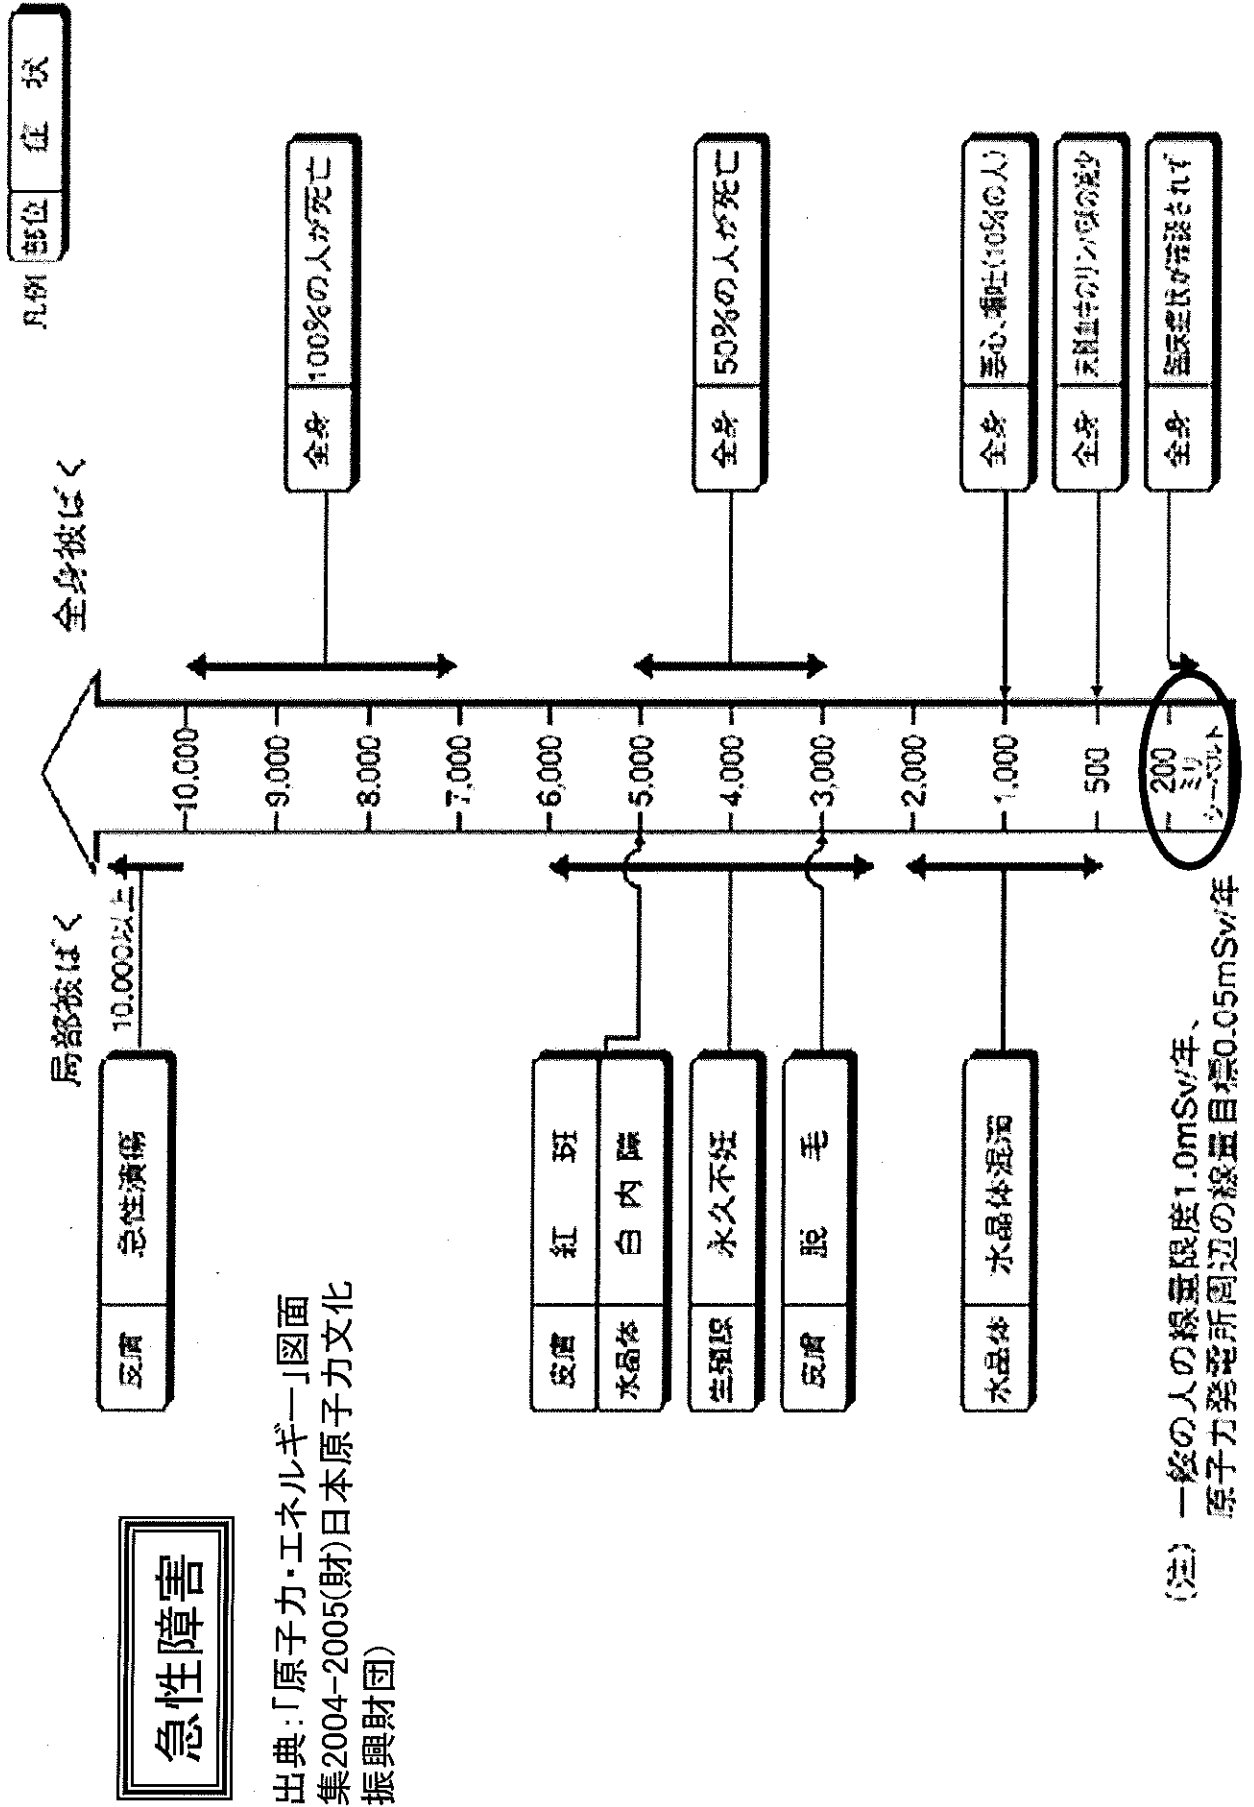 急性障害
出典：「原子力・エネルギー」図面
集2004-2005(財)日本原子力文化
振興財団）
凡例 部位 症状
局部被ばく
全身被ばく
皮膚 急性潰瘍
10,000以上
皮膚 紅斑
水晶体 白内障
生殖腺 永久不妊
皮膚 脱毛
水晶体 水晶体混濁
10,000
9,000
8,000
7,000
6,000
5,000
4,000
3,000
2,000
1,000
500
200
ミリ
シーベルト
全身 100%の人が死亡
全身 50%の人が死亡
全身 悪心、嘔吐(10%の人)
全身 末梢血中のリンパ球の減少
全身 臨床症状が確認されず
(注) 一般の人の線量限度1.0mSv/年、
原子力発電所周辺の線量目標0.05mSv/年